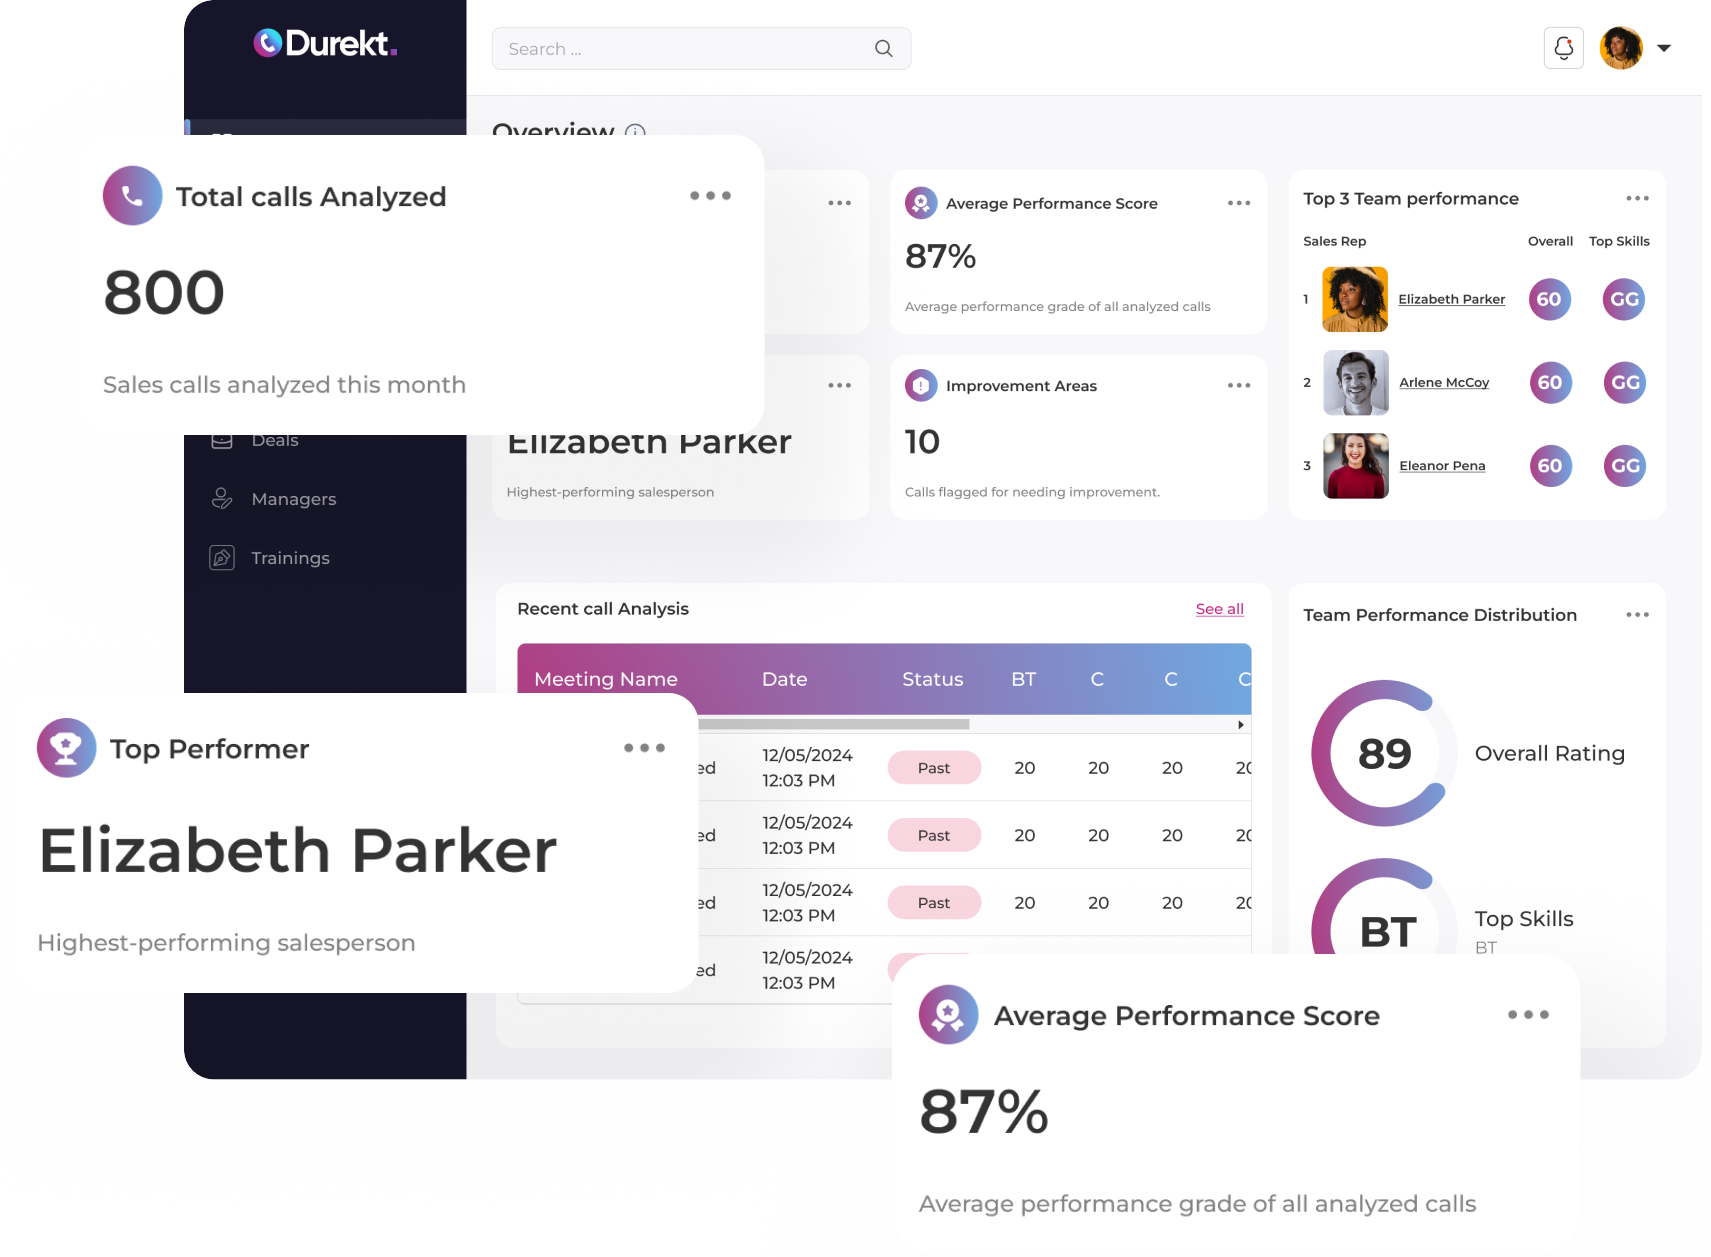 Durekt.
Search ...
Overview
Total calls Analyzed
800
Sales calls analyzed this month
Average Performance Score
87%
Average performance grade of all analyzed calls
Top 3 Team performance
Sales Rep Overall Top Skills
1 Elizabeth Parker 60 GG
2 Arlene McCoy 60 GG
3 Eleanor Pena 60 GG
Elizabeth Parker
Highest-performing salesperson
Improvement Areas
10
Calls flagged for needing improvement.
Deals
Managers
Trainings
Recent call Analysis
See all
Meeting Name Date Status BT C C C
ed 12/05/2024
12:03 PM Past 20 20 20 20
ed 12/05/2024
12:03 PM Past 20 20 20 20
ed 12/05/2024
12:03 PM Past 20 20 20 20
ed 12/05/2024
12:03 PM
Team Performance Distribution
89 Overall Rating
BT Top Skills
BT
Top Performer
Elizabeth Parker
Highest-performing salesperson
Average Performance Score
87%
Average performance grade of all analyzed calls